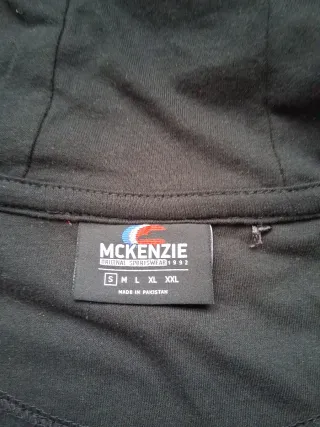 MCKENZIE
ORIGINAL SPORTSWEAR 1992
S M L XL XXL
MADE IN PAKISTAN